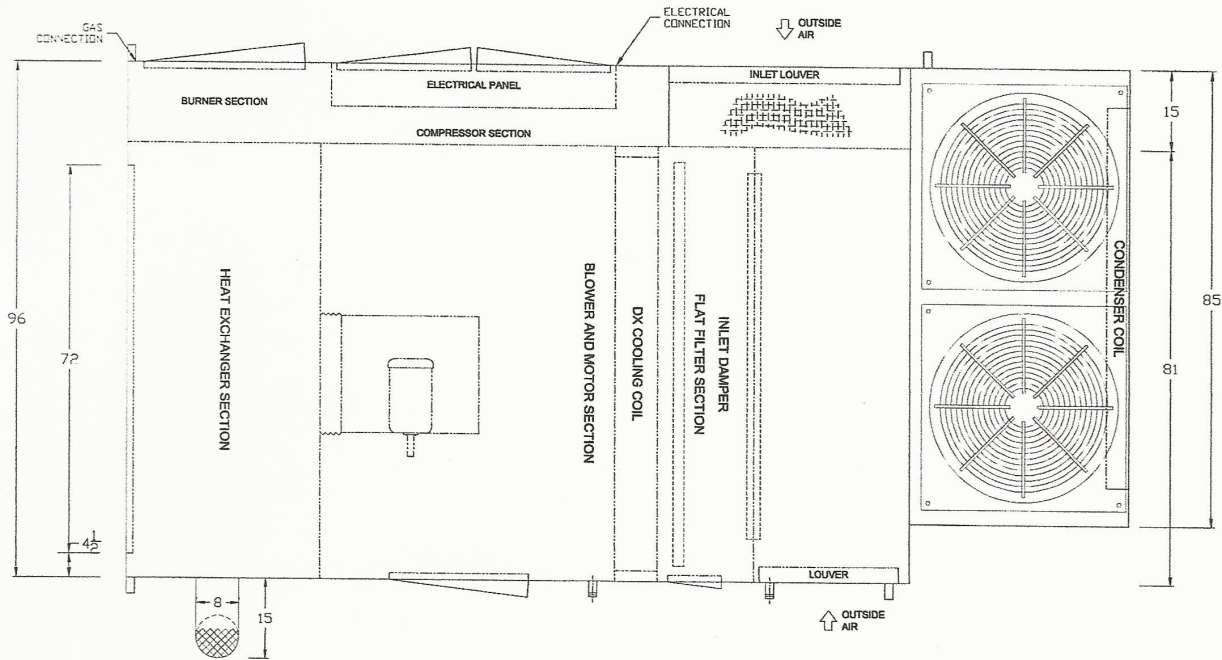 GAS
CONNECTION
ELECTRICAL
CONNECTION
OUTSIDE
AIR
BURNER SECTION
ELECTRICAL PANEL
INLET LOUVER
COMPRESSOR SECTION
15
96
72
4 1/2
HEAT EXCHANGER SECTION
BLOWER AND MOTOR SECTION
DX COOLING COIL
FLAT FILTER SECTION
INLET DAMPER
CONDENSER COIL
81
85
8
15
LOUVER
OUTSIDE
AIR